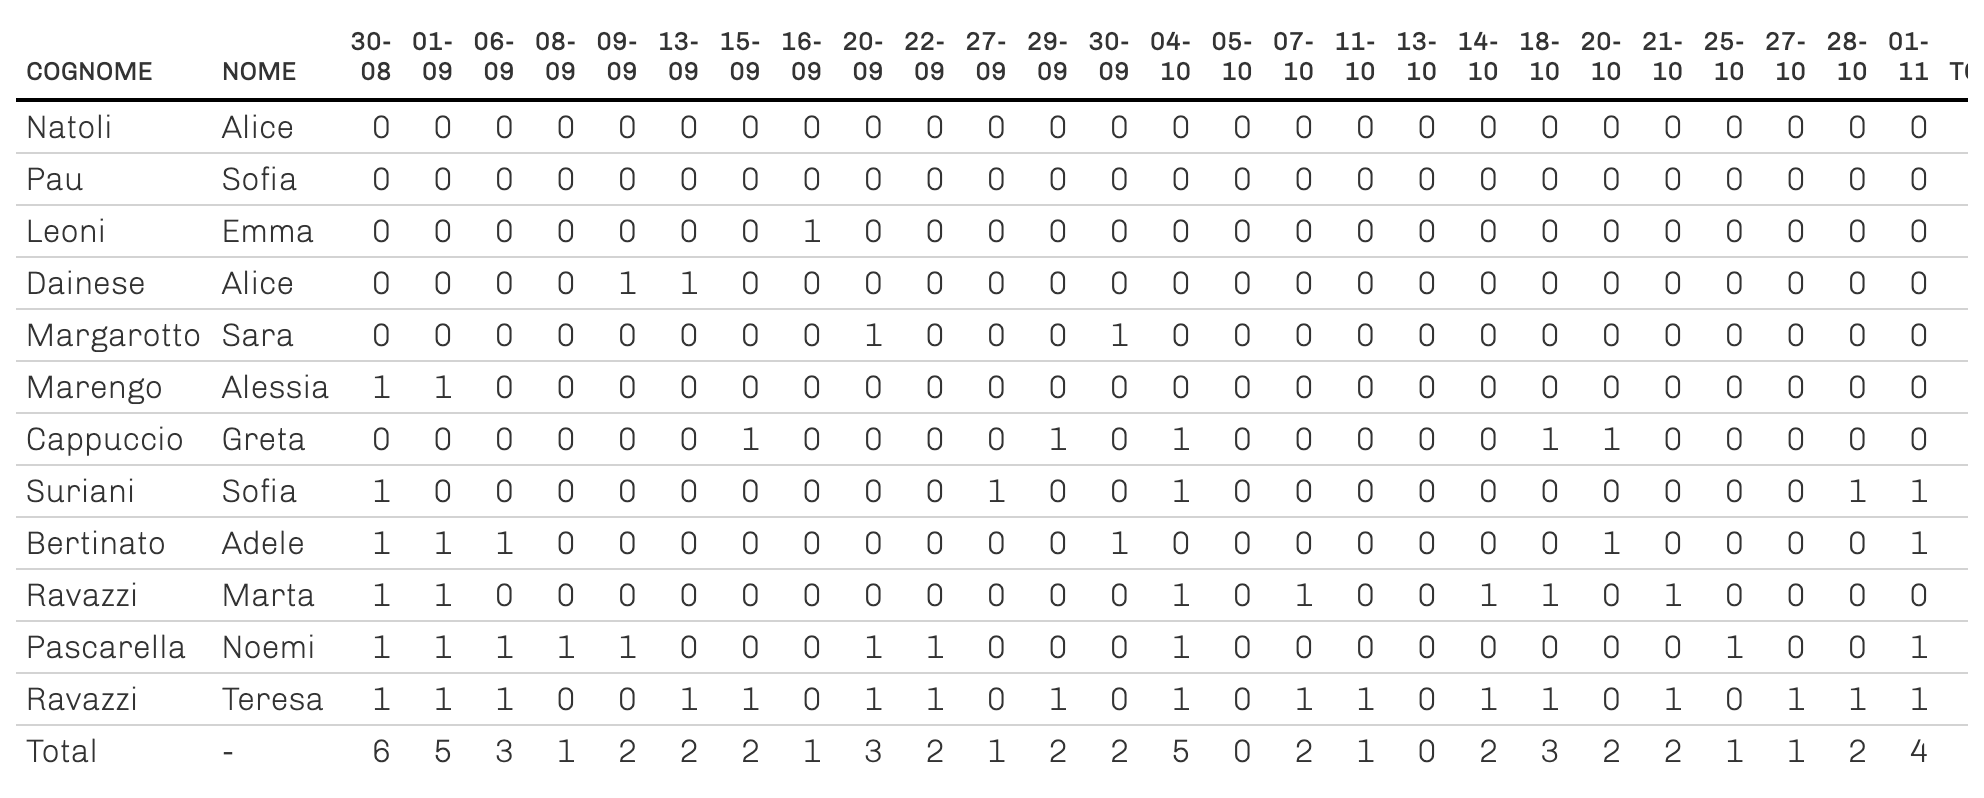 30- 01- 06- 08- 09- 13- 15- 16- 20- 22- 27- 29- 30- 04- 05- 07- 11- 13- 14- 18- 20- 21- 25- 27- 28- 01-
COGNOME NOME 08 09 09 09 09 09 09 09 09 09 09 09 09 10 10 10 10 10 10 10 10 10 10 10 10 11
Natoli Alice 0 0 0 0 0 0 0 0 0 0 0 0 0 0 0 0 0 0 0 0 0 0 0 0 0 0
Pau Sofia 0 0 0 0 0 0 0 0 0 0 0 0 0 0 0 0 0 0 0 0 0 0 0 0 0 0
Leoni Emma 0 0 0 0 0 0 0 1 0 0 0 0 0 0 0 0 0 0 0 0 0 0 0 0 0 0
Dainese Alice 0 0 0 0 1 1 0 0 0 0 0 0 0 0 0 0 0 0 0 0 0 0 0 0 0 0
Margarotto Sara 0 0 0 0 0 0 0 0 1 0 0 0 1 0 0 0 0 0 0 0 0 0 0 0 0 0
Marengo Alessia 1 1 0 0 0 0 0 0 0 0 0 0 0 0 0 0 0 0 0 0 0 0 0 0 0 0
Cappuccio Greta 0 0 0 0 0 0 1 0 0 0 0 1 0 1 0 0 0 0 0 1 1 0 0 0 0 0
Suriani Sofia 1 0 0 0 0 0 0 0 0 0 1 0 0 1 0 0 0 0 0 0 0 0 0 0 1 1
Bertinato Adele 1 1 1 0 0 0 0 0 0 0 0 0 1 0 0 0 0 0 0 0 1 0 0 0 0 1
Ravazzi Marta 1 1 0 0 0 0 0 0 0 0 0 0 0 1 0 1 0 0 1 1 0 1 0 0 0 0
Pascarella Noemi 1 1 1 1 1 0 0 0 1 1 0 0 0 1 0 0 0 0 0 0 0 0 1 0 0 1
Ravazzi Teresa 1 1 1 0 0 1 1 0 1 1 0 1 0 1 0 1 1 0 1 1 0 1 0 1 1 1
Total - 6 5 3 1 2 2 2 1 3 2 1 2 2 5 0 2 1 0 2 3 2 2 1 1 2 4